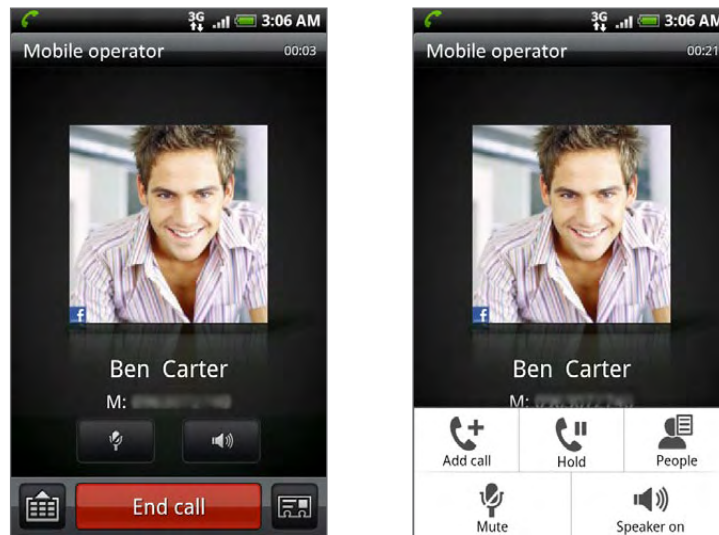 3G 3:06 AM
Mobile operator 00:03
f
Ben Carter
M:
End call
3G 3:06 AM
Mobile operator 00:21
f
Ben Carter
M:
Add call Hold People
Mute Speaker on